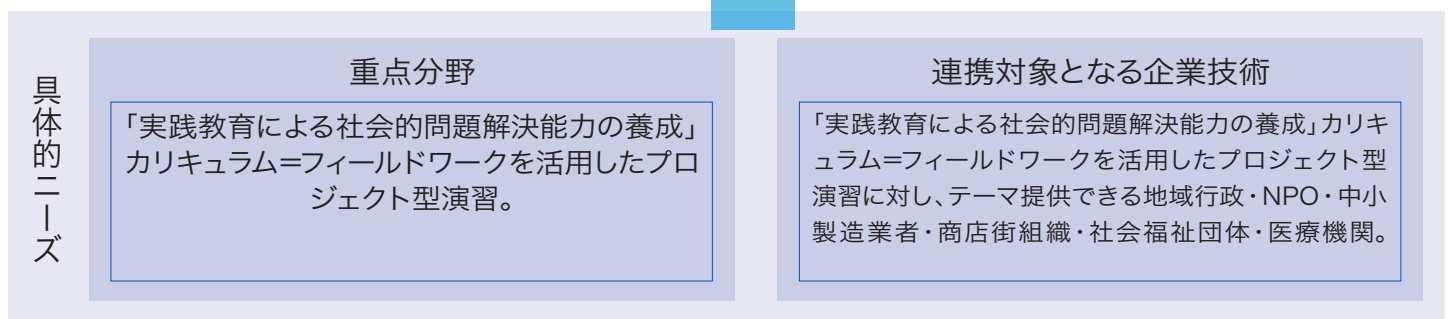 具体的ニーズ
重点分野
「実践教育による社会的問題解決能力の養成」
カリキュラム=フィールドワークを活用したプロ
ジェクト型演習。
連携対象となる企業技術
「実践教育による社会的問題解決能力の養成」カリキ
ュラム=フィールドワークを活用したプロジェクト型
演習に対し、テーマ提供できる地域行政・NPO・中小
製造業者・商店街組織・社会福祉団体・医療機関。